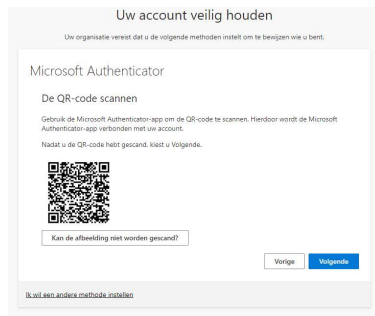 Uw account veilig houden
Uw organisatie vereist dat u de volgende methoden instelt om te bewijzen wie u bent.
Microsoft Authenticator
De QR-code scannen
Gebruik de Microsoft Authenticator-app om de QR-code te scannen. Hierdoor wordt de Microsoft
Authenticator-app verbonden met uw account.
Nadat u de QR-code hebt gescand, kiest u Volgende.
Kan de afbeelding niet worden gescand?
Vorige
Volgende
Ik wil een andere methode instellen